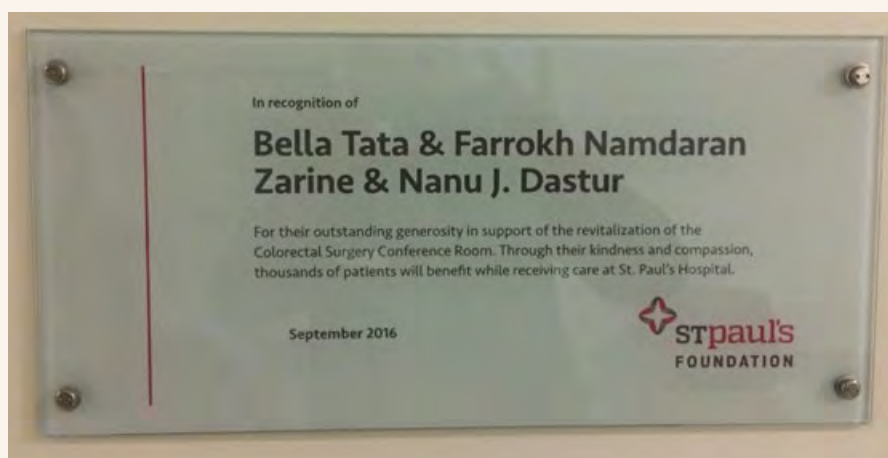 In recognition of
Bella Tata & Farrokh Namdaran
Zarine & Nanu J. Dastur
For their outstanding generosity in support of the revitalization of the
Colorectal Surgery Conference Room. Through their kindness and compassion,
thousands of patients will benefit while receiving care at St. Paul's Hospital.
September 2016
STpaul's
FOUNDATION